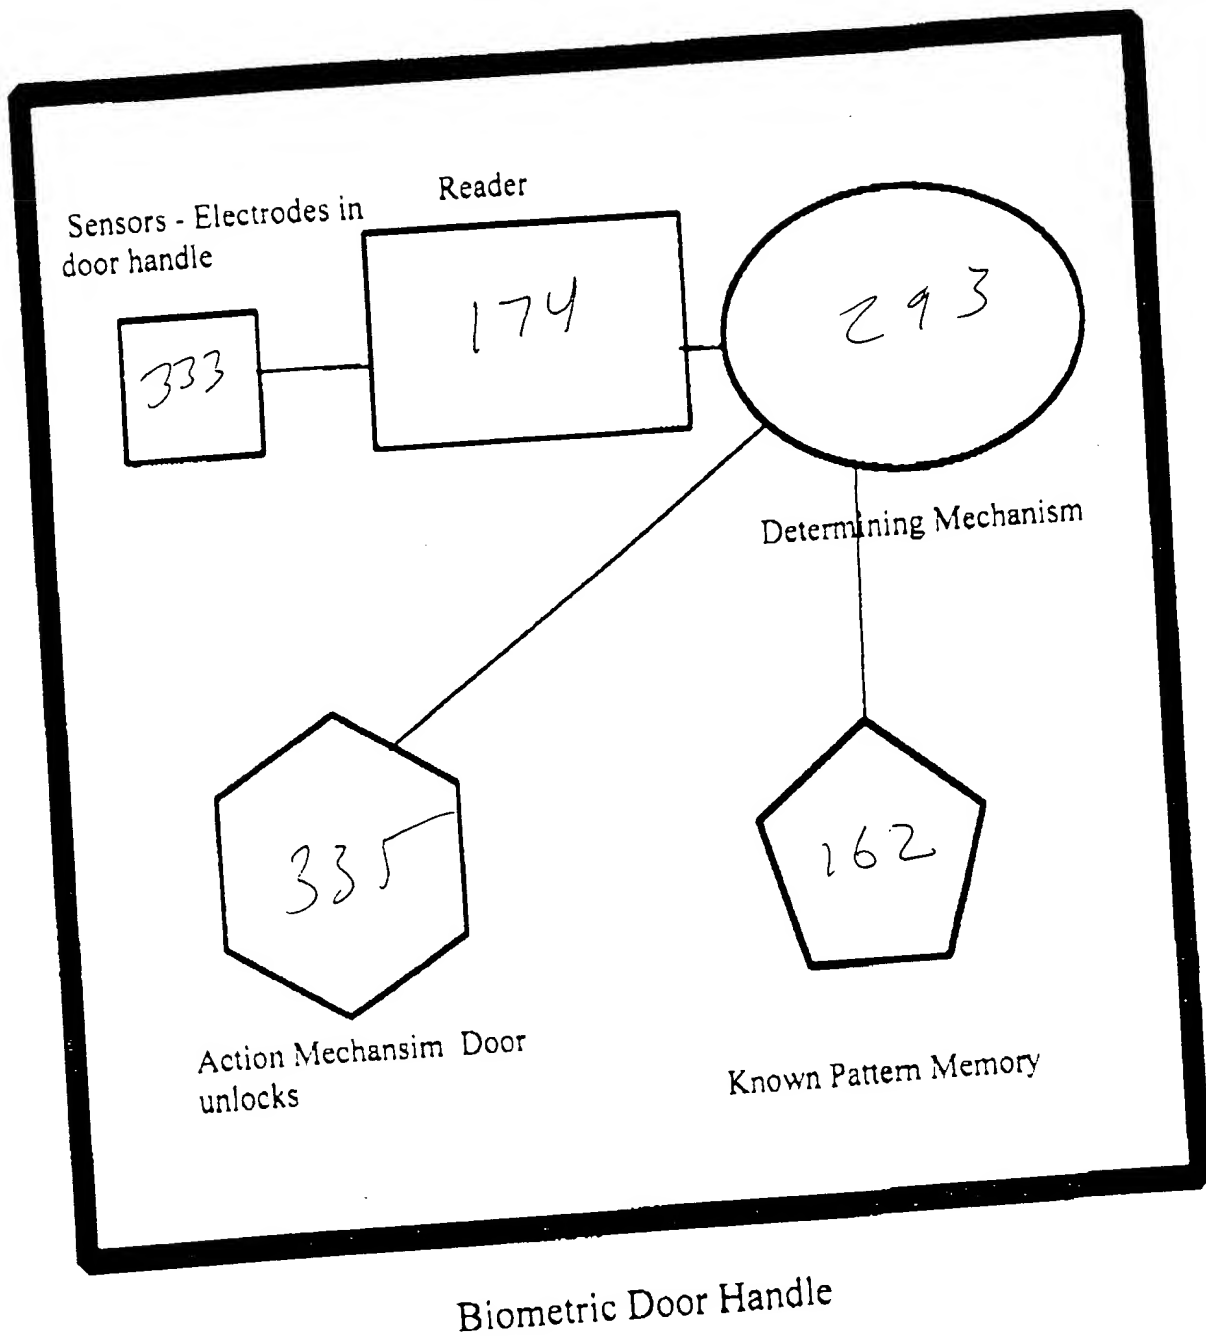 Reader
Sensors - Electrodes in
door handle
333
174
293
Determining Mechanism
335
162
Action Mechansim Door
unlocks
Known Pattern Memory
Biometric Door Handle